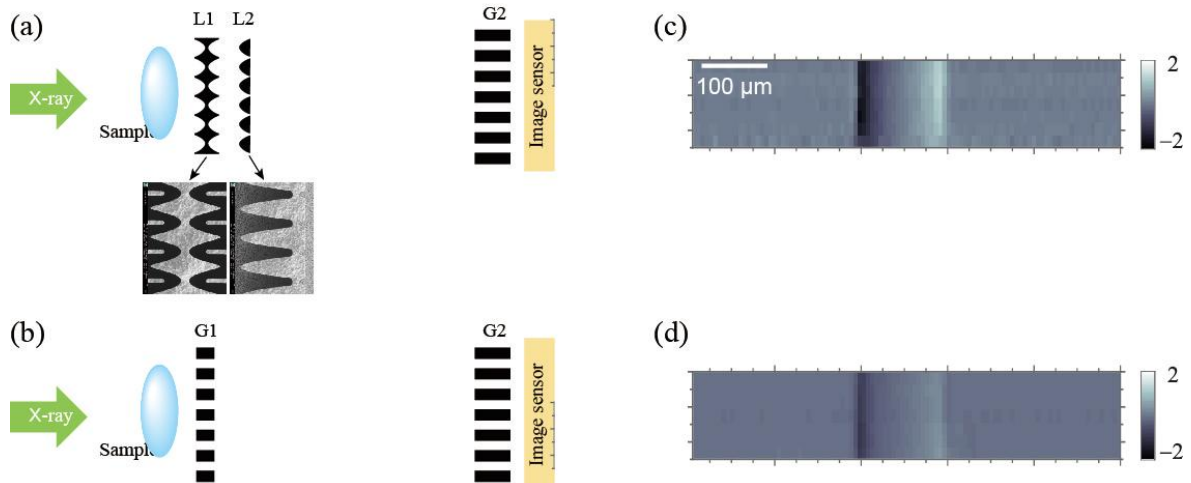 (a)
L1
L2
G2
X-ray
Sample
Image sensor
(c)
100 μm
2
−2
(b)
G1
G2
X-ray
Sample
Image sensor
(d)
2
−2